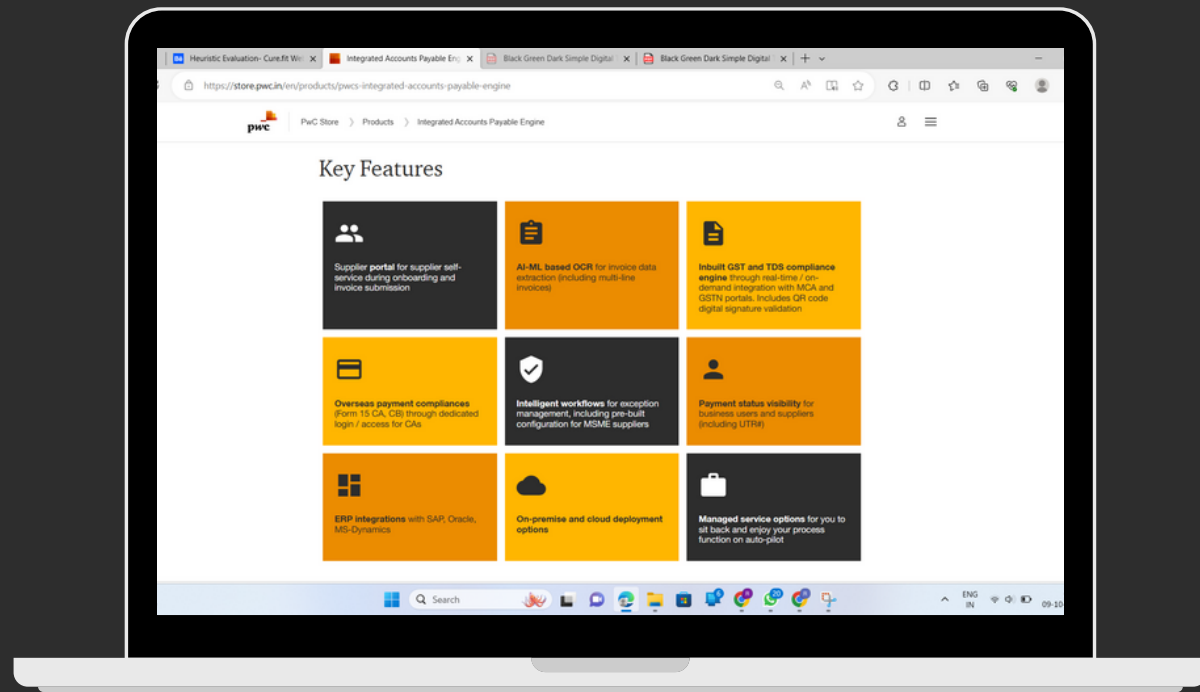 Heuristic Evaluation- Cure.fit We
Integrated Accounts Payable Eng
Black Green Dark Simple Digital
Black Green Dark Simple Digital
https://store.pwc.in/en/products/pwcs-integrated-accounts-payable-engine
pwc
PwC Store
Products
Integrated Accounts Payable Engine
Key Features
Supplier portal for supplier self-
service during onboarding and
invoice submission
AI-ML based OCR for invoice data
extraction (including multi-line
invoices)
Inbuilt GST and TDS compliance
engine through real-time / on-
demand integration with MCA and
GSTN portals. Includes QR code
digital signature validation
Overseas payment compliances
(Form 15 CA, CB) through dedicated
login / access for CAs
Intelligent workflows for exception
management, including pre-built
configuration for MSME suppliers
Payment status visibility for
business users and suppliers
(including UTR#)
ERP integrations with SAP, Oracle,
MS-Dynamics
On-premise and cloud deployment
options
Managed service options for you to
sit back and enjoy your process
function on auto-pilot
Search
20
ENG
IN
09-10